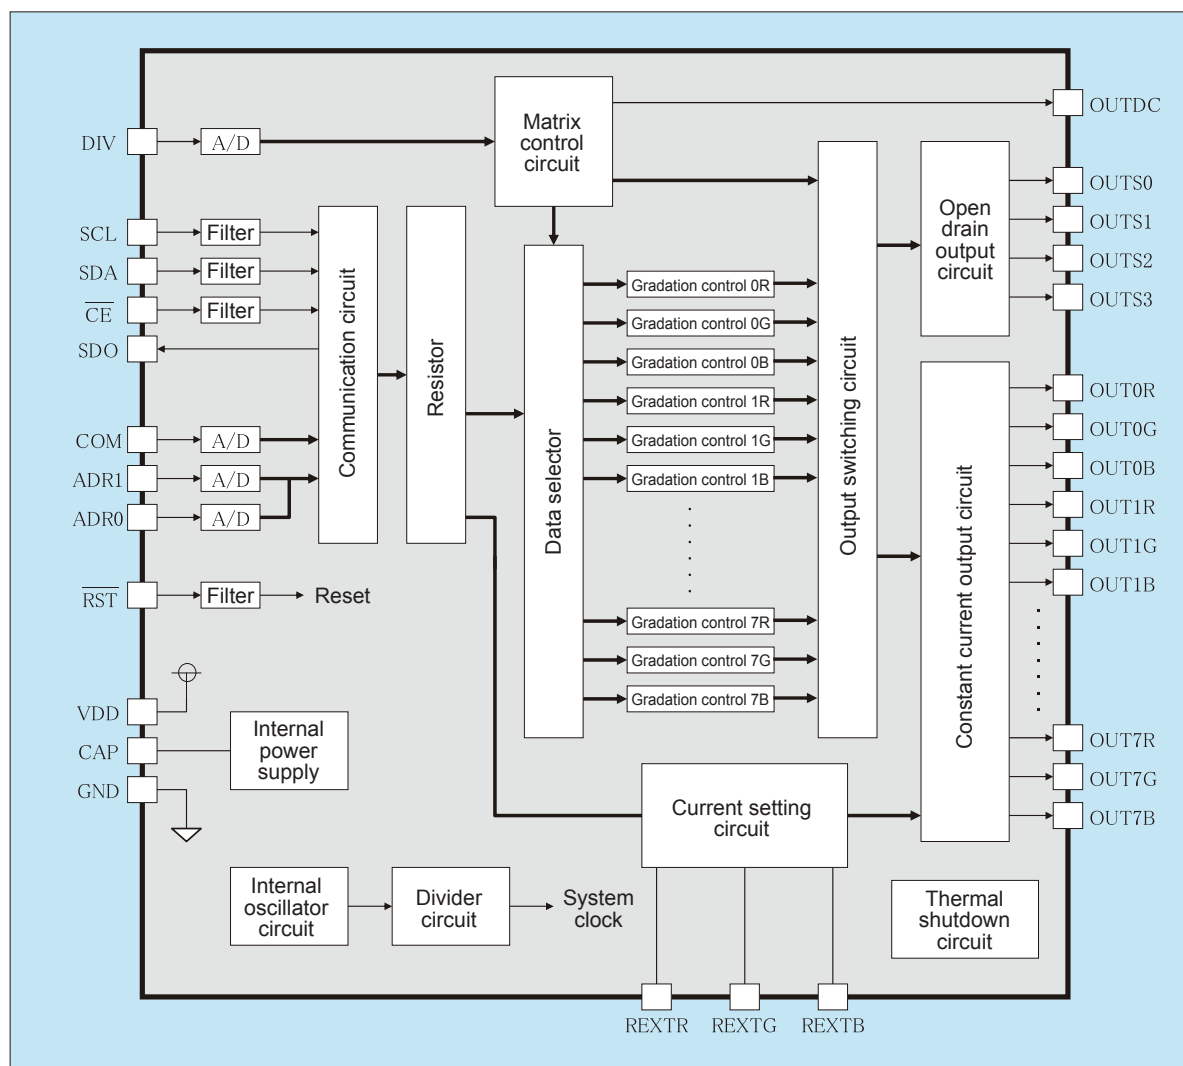 DIV
SCL
SDA
CE
SDO
COM
ADR1
ADR0
RST
VDD
CAP
GND
A/D
Filter
Filter
Filter
A/D
A/D
A/D
Filter
Reset
Communication circuit
Resistor
Matrix
control
circuit
Data selector
Gradation control 0R
Gradation control 0G
Gradation control 0B
Gradation control 1R
Gradation control 1G
Gradation control 1B
Gradation control 7R
Gradation control 7G
Gradation control 7B
Output switching circuit
Open
drain
output
circuit
Constant current output circuit
Internal
power
supply
Current setting
circuit
Internal
oscillator
circuit
Divider
circuit
System
clock
Thermal
shutdown
circuit
OUTDC
OUTS0
OUTS1
OUTS2
OUTS3
OUT0R
OUT0G
OUT0B
OUT1R
OUT1G
OUT1B
OUT7R
OUT7G
OUT7B
REXTR
REXTG
REXTB